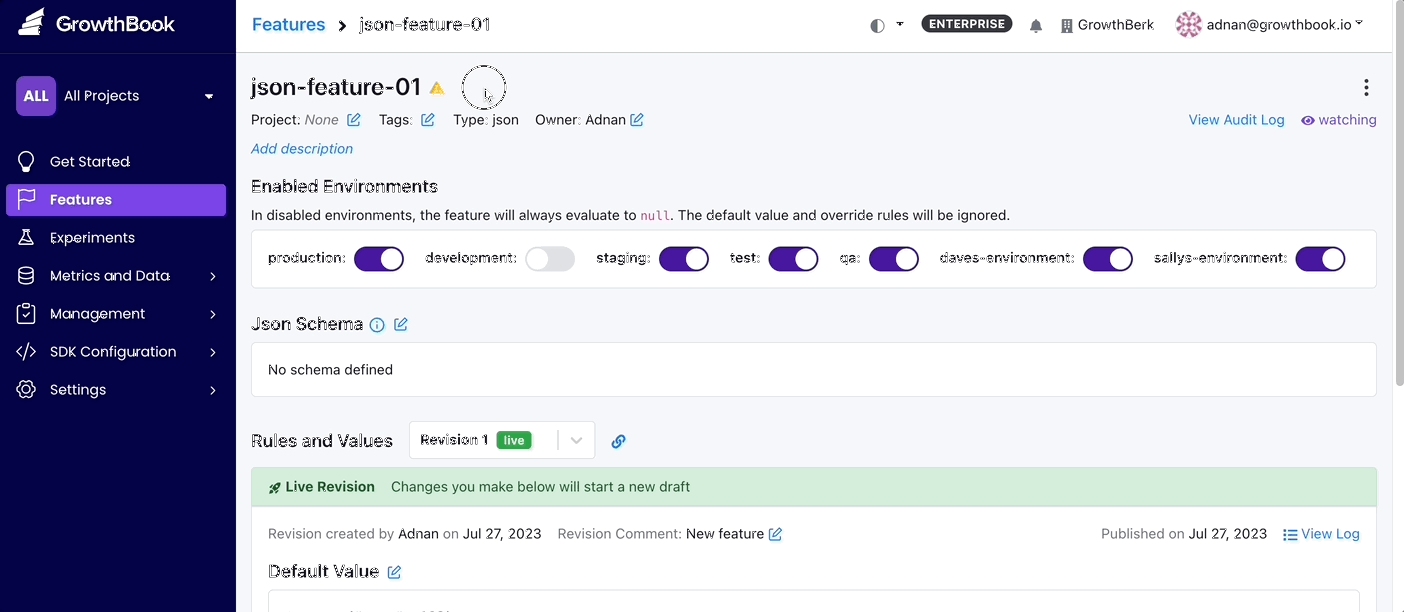 GrowthBook
Features > json-feature-01
ENTERPRISE
GrowthBerk
adnan@growthbook.io
ALL All Projects
Get Started
Features
Experiments
Metrics and Data
Management
SDK Configuration
Settings
json-feature-01
Project: None Tags: Type: json Owner: Adnan
View Audit Log watching
Add description
Enabled Environments
In disabled environments, the feature will always evaluate to null. The default value and override rules will be ignored.
production: development: staging: test: qa: daves-environment: sallys-environment:
Json Schema
No schema defined
Rules and Values Revision 1 live
Live Revision Changes you make below will start a new draft
Revision created by Adnan on Jul 27, 2023 Revision Comment: New feature Published on Jul 27, 2023 View Log
Default Value